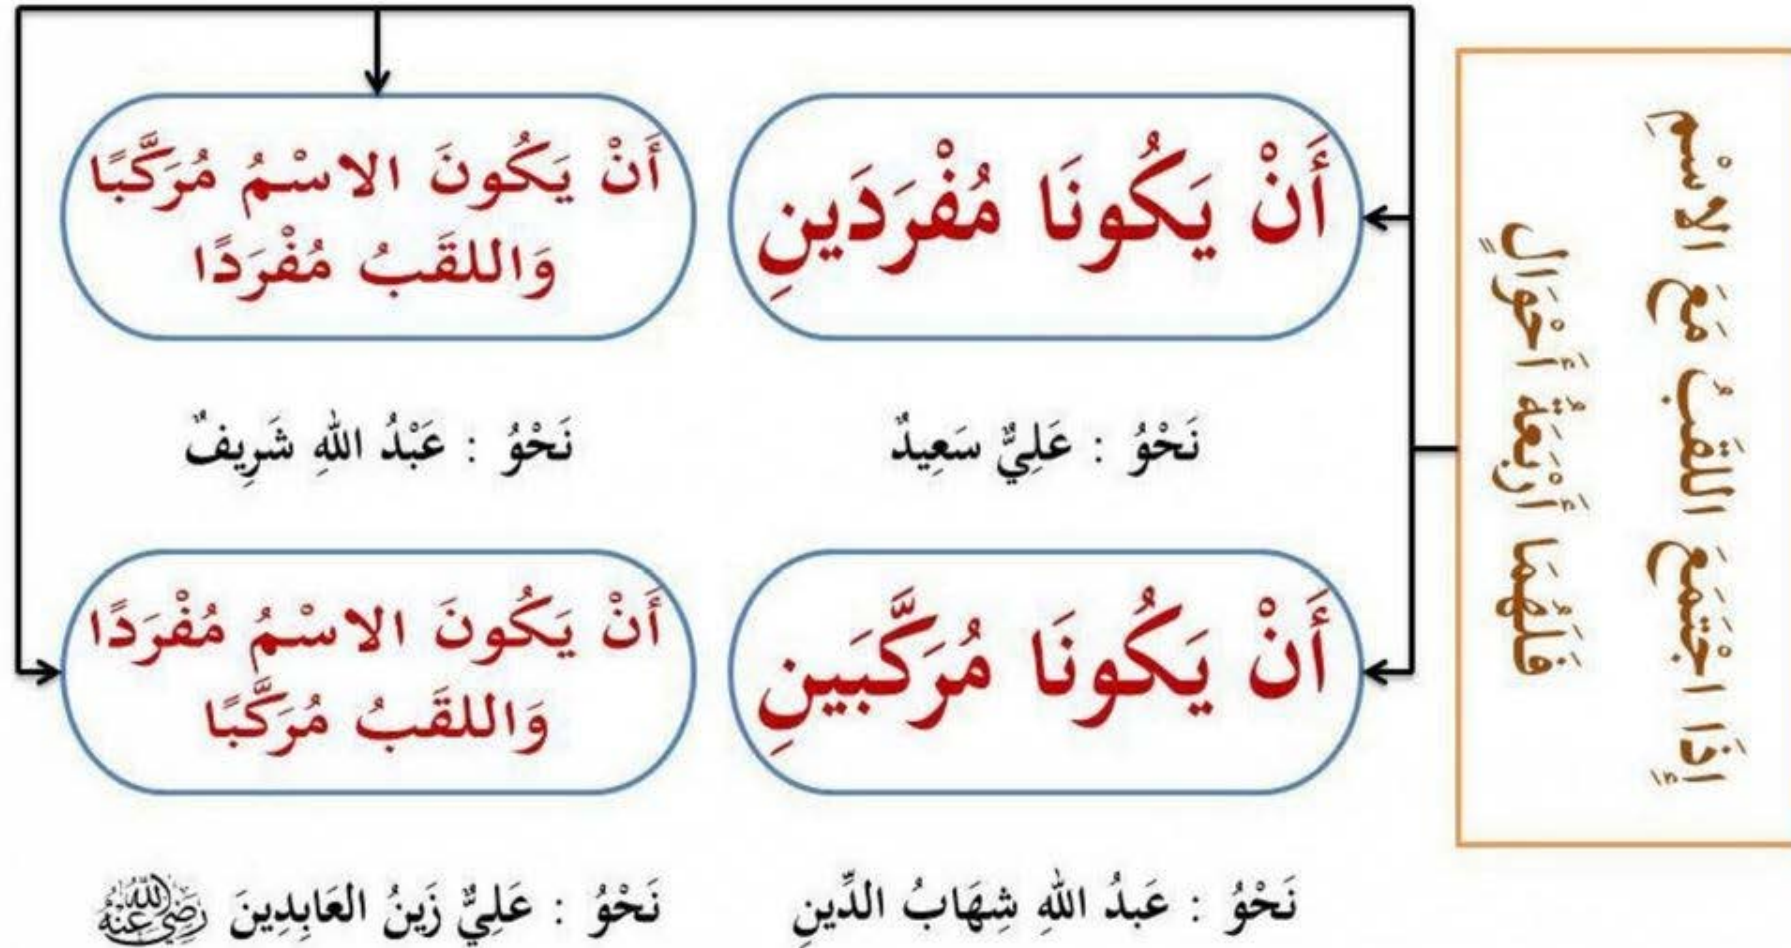 إِذَا اجْتَمَعَ اللقَبُ مَعَ الاسْمِ
فَلَهُمَا أَرْبَعَةُ أَحْوَالٍ
أَنْ يَكُونَا مُفْرَدَينِ
نَحْوُ : عَلِيٌّ سَعِيدٌ
أَنْ يَكُونَ الاسْمُ مُرَكَّبًا
وَاللقَبُ مُفْرَدًا
نَحْوُ : عَبْدُ اللهِ شَرِيفٌ
أَنْ يَكُونَا مُرَكَّبَينِ
نَحْوُ : عَبدُ اللهِ شِهَابُ الدِّينِ
أَنْ يَكُونَ الاسْمُ مُفْرَدًا
وَاللقَبُ مُرَكَّبًا
نَحْوُ : عَلِيٌّ زَينُ العَابِدِينَ رَضِيَ اللَّهُ عَنْهُ